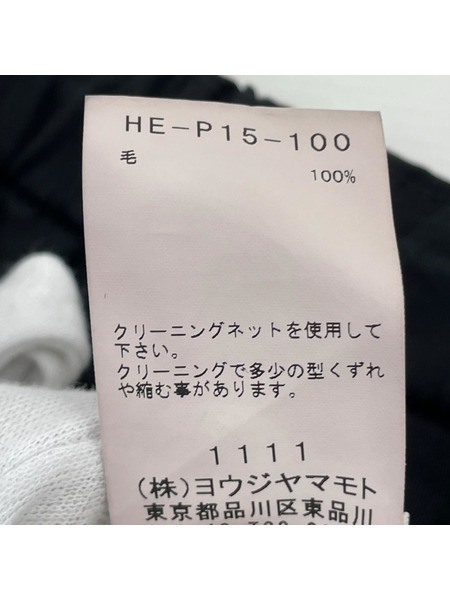 HE-P15-100
毛
100%
クリーニングネットを使用して
下さい。
クリーニングで多少の型くずれ
や縮む事があります。
1111
(株)ヨウジヤマモト
東京都品川区東品川